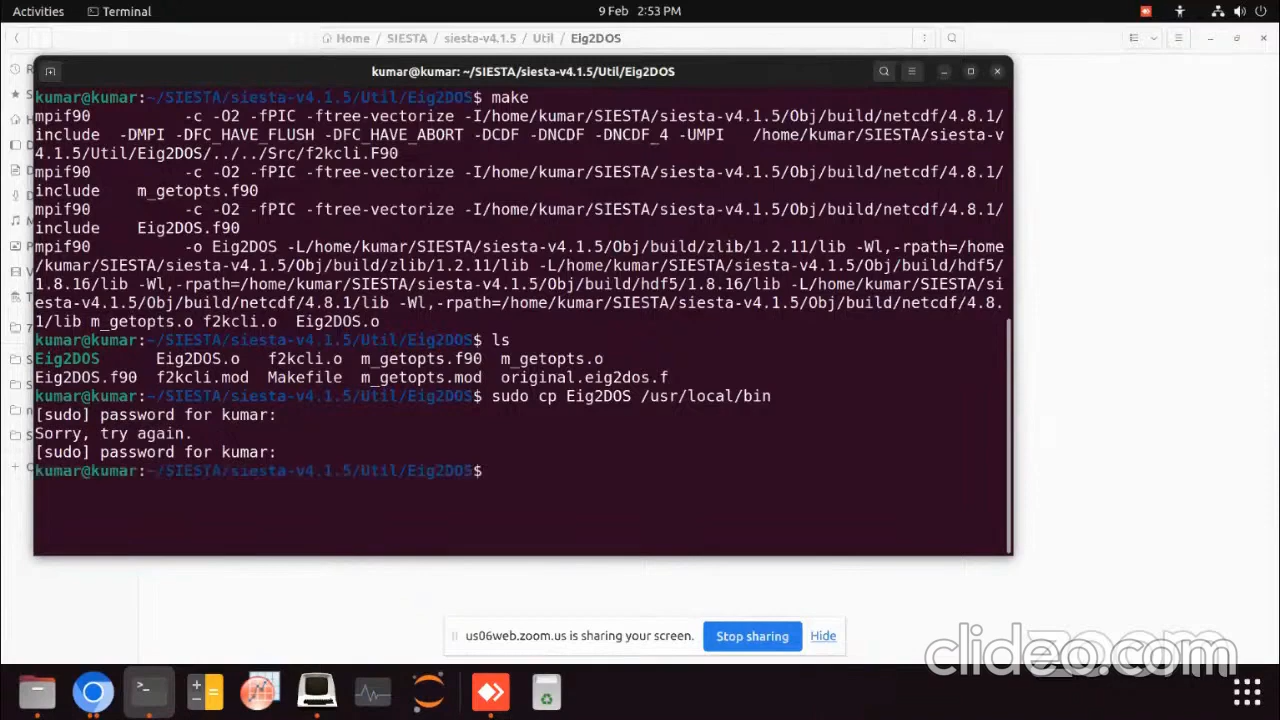 Activities Terminal 9 Feb 2:53 PM
Home / SIESTA / siesta-v4.1.5 / Util / Eig2DOS
kumar@kumar: ~/SIESTA/siesta-v4.1.5/Util/Eig2DOS
kumar@kumar:~/SIESTA/siesta-v4.1.5/Util/Eig2DOS$ make
mpif90 -c -O2 -fPIC -ftree-vectorize -I/home/kumar/SIESTA/siesta-v4.1.5/Obj/build/netcdf/4.8.1/
include -DMPI -DFC_HAVE_FLUSH -DFC_HAVE_ABORT -DCDF -DNCDF -DNCDF_4 -UMPI /home/kumar/SIESTA/siesta-v
4.1.5/Util/Eig2DOS/../../Src/f2kcli.F90
mpif90 -c -O2 -fPIC -ftree-vectorize -I/home/kumar/SIESTA/siesta-v4.1.5/Obj/build/netcdf/4.8.1/
include m_getopts.f90
mpif90 -c -O2 -fPIC -ftree-vectorize -I/home/kumar/SIESTA/siesta-v4.1.5/Obj/build/netcdf/4.8.1/
include Eig2DOS.f90
mpif90 -o Eig2DOS -L/home/kumar/SIESTA/siesta-v4.1.5/Obj/build/zlib/1.2.11/lib -Wl,-rpath=/home
/kumar/SIESTA/siesta-v4.1.5/Obj/build/zlib/1.2.11/lib -L/home/kumar/SIESTA/siesta-v4.1.5/Obj/build/hdf5/
1.8.16/lib -Wl,-rpath=/home/kumar/SIESTA/siesta-v4.1.5/Obj/build/hdf5/1.8.16/lib -L/home/kumar/SIESTA/si
esta-v4.1.5/Obj/build/netcdf/4.8.1/lib -Wl,-rpath=/home/kumar/SIESTA/siesta-v4.1.5/Obj/build/netcdf/4.8.
1/lib m_getopts.o f2kcli.o Eig2DOS.o
kumar@kumar:~/SIESTA/siesta-v4.1.5/Util/Eig2DOS$ ls
Eig2DOS Eig2DOS.o f2kcli.o m_getopts.f90 m_getopts.o
Eig2DOS.f90 f2kcli.mod Makefile m_getopts.mod original.eig2dos.f
kumar@kumar:~/SIESTA/siesta-v4.1.5/Util/Eig2DOS$ sudo cp Eig2DOS /usr/local/bin
[sudo] password for kumar:
Sorry, try again.
[sudo] password for kumar:
kumar@kumar:~/SIESTA/siesta-v4.1.5/Util/Eig2DOS$
us06web.zoom.us is sharing your screen. Stop sharing Hide
zoom
clideo.com